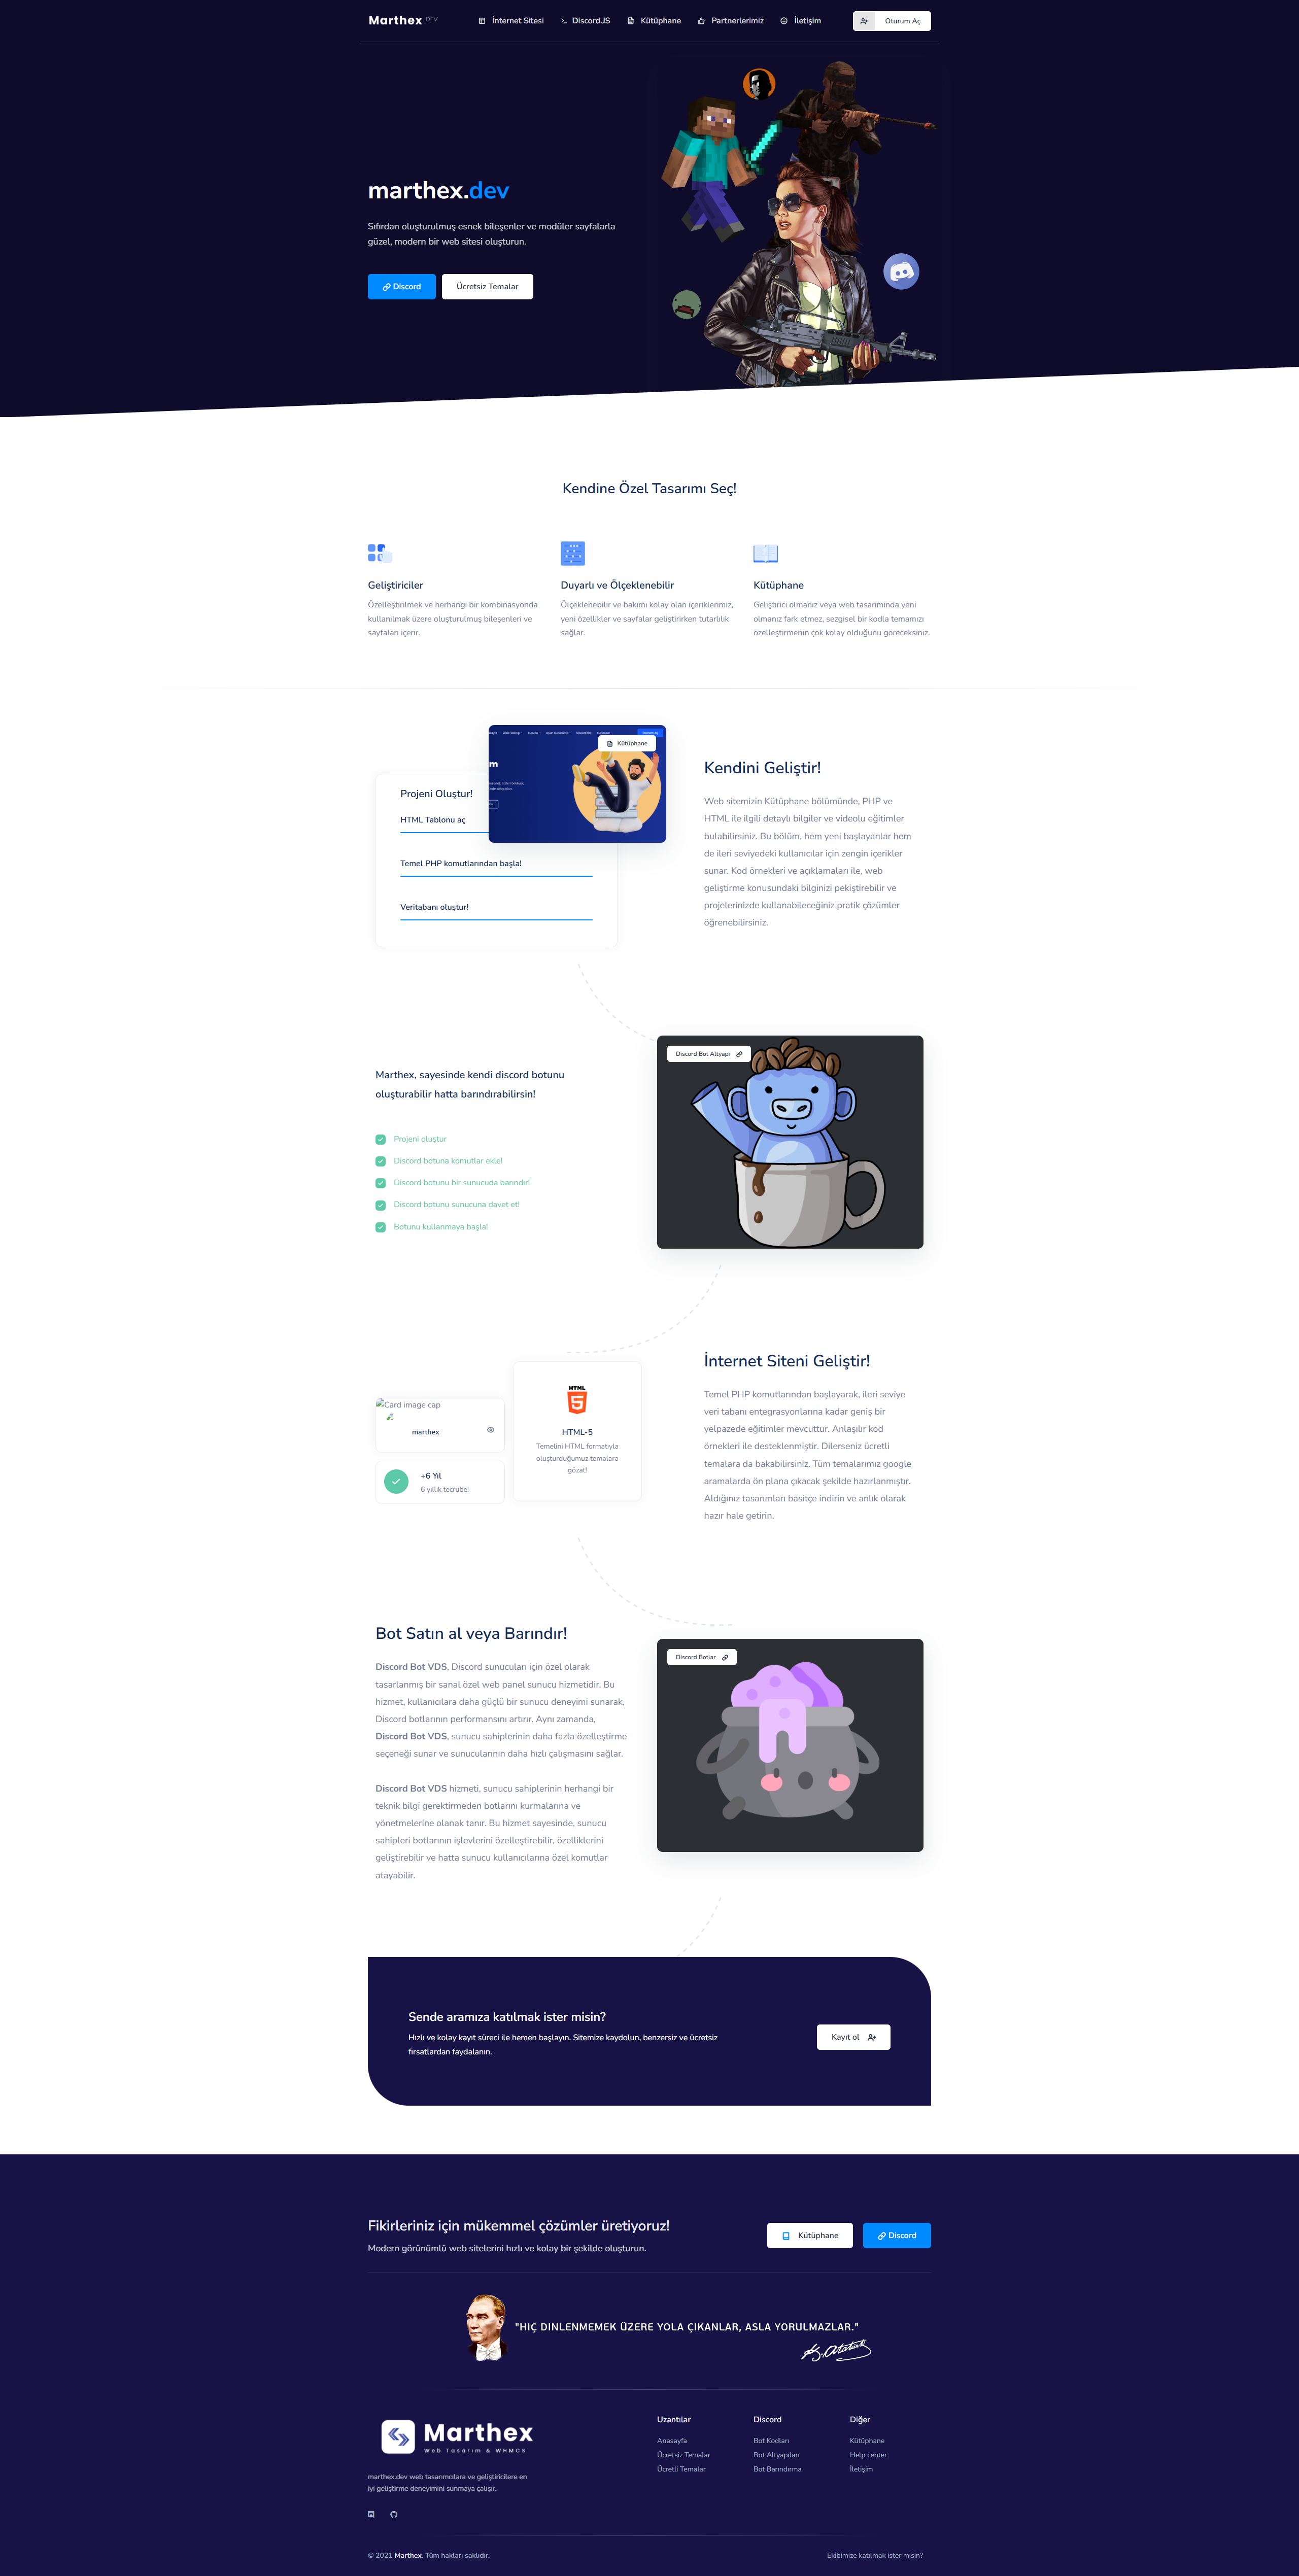 Marthex .DEV
İnternet Sitesi
Discord.JS
Kütüphane
Partnerlerimiz
İletişim
Oturum Aç
marthex.dev
Sıfırdan oluşturulmuş esnek bileşenler ve modüler sayfalarla
güzel, modern bir web sitesi oluşturun.
Discord
Ücretsiz Temalar
Kendine Özel Tasarımı Seç!
Geliştiriciler
Özelleştirilmek ve herhangi bir kombinasyonda
kullanılmak üzere oluşturulmuş bileşenleri ve
sayfaları içerir.
Duyarlı ve Ölçeklenebilir
Ölçeklenebilir ve bakımı kolay olan içeriklerimiz,
yeni özellikler ve sayfalar geliştirirken tutarlılık
sağlar.
Kütüphane
Geliştirici olmanız veya web tasarımında yeni
olmanız fark etmez, sezgisel bir kodla temamızı
özelleştirmenin çok kolay olduğunu göreceksiniz.
Kütüphane
Projeni Oluştur!
HTML Tablonu aç
Temel PHP komutlarından başla!
Veritabanı oluştur!
Kendini Geliştir!
Web sitemizin Kütüphane bölümünde, PHP ve
HTML ile ilgili detaylı bilgiler ve videolu eğitimler
bulabilirsiniz. Bu bölüm, hem yeni başlayanlar hem
de ileri seviyedeki kullanıcılar için zengin içerikler
sunar. Kod örnekleri ve açıklamaları ile, web
geliştirme konusundaki bilginizi pekiştirebilir ve
projelerinizde kullanabileceğiniz pratik çözümler
öğrenebilirsiniz.
Marthex, sayesinde kendi discord botunu
oluşturabilir hatta barındırabilirsin!
Projeni oluştur
Discord botuna komutlar ekle!
Discord botunu bir sunucuda barındır!
Discord botunu sunucuna davet et!
Botunu kullanmaya başla!
Discord Bot Altyapı
Card image cap
marthex
+6 Yıl
6 yıllık tecrübe!
HTML
HTML-5
Temelini HTML formatıyla
oluşturduğumuz temalara
gözat!
İnternet Siteni Geliştir!
Temel PHP komutlarından başlayarak, ileri seviye
veri tabanı entegrasyonlarına kadar geniş bir
yelpazede eğitimler mevcuttur. Anlaşılır kod
örnekleri ile desteklenmiştir. Dilerseniz ücretli
temalara da bakabilirsiniz. Tüm temalarımız google
aramalarda ön plana çıkacak şekilde hazırlanmıştır.
Aldığınız tasarımları basitçe indirin ve anlık olarak
hazır hale getirin.
Bot Satın al veya Barındır!
Discord Bot VDS, Discord sunucuları için özel olarak
tasarlanmış bir sanal özel web panel sunucu hizmetidir. Bu
hizmet, kullanıcılara daha güçlü bir sunucu deneyimi sunarak,
Discord botlarının performansını artırır. Aynı zamanda,
Discord Bot VDS, sunucu sahiplerinin daha fazla özelleştirme
seçeneği sunar ve sunucularının daha hızlı çalışmasını sağlar.
Discord Bot VDS hizmeti, sunucu sahiplerinin herhangi bir
teknik bilgi gerektirmeden botlarını kurmalarına ve
yönetmelerine olanak tanır. Bu hizmet sayesinde, sunucu
sahipleri botlarının işlevlerini özelleştirebilir, özelliklerini
geliştirebilir ve hatta sunucu kullanıcılarına özel komutlar
atayabilir.
Discord Botlar
Sende aramıza katılmak ister misin?
Hızlı ve kolay kayıt süreci ile hemen başlayın. Sitemize kaydolun, benzersiz ve ücretsiz
fırsatlardan faydalanın.
Kayıt ol
Fikirleriniz için mükemmel çözümler üretiyoruz!
Modern görünümlü web sitelerini hızlı ve kolay bir şekilde oluşturun.
Kütüphane
Discord
"HIÇ DINLENMEMEK ÜZERE YOLA ÇIKANLAR, ASLA YORULMAZLAR."
K. Atatürk
Marthex
Web Tasarım & WHMCS
marthex.dev web tasarımcılara ve geliştiricilere en
iyi geliştirme deneyimini sunmaya çalışır.
Uzantılar
Anasayfa
Ücretsiz Temalar
Ücretli Temalar
Discord
Bot Kodları
Bot Altyapıları
Bot Barındırma
Diğer
Kütüphane
Help center
İletişim
© 2021 Marthex. Tüm hakları saklıdır.
Ekibimize katılmak ister misin?